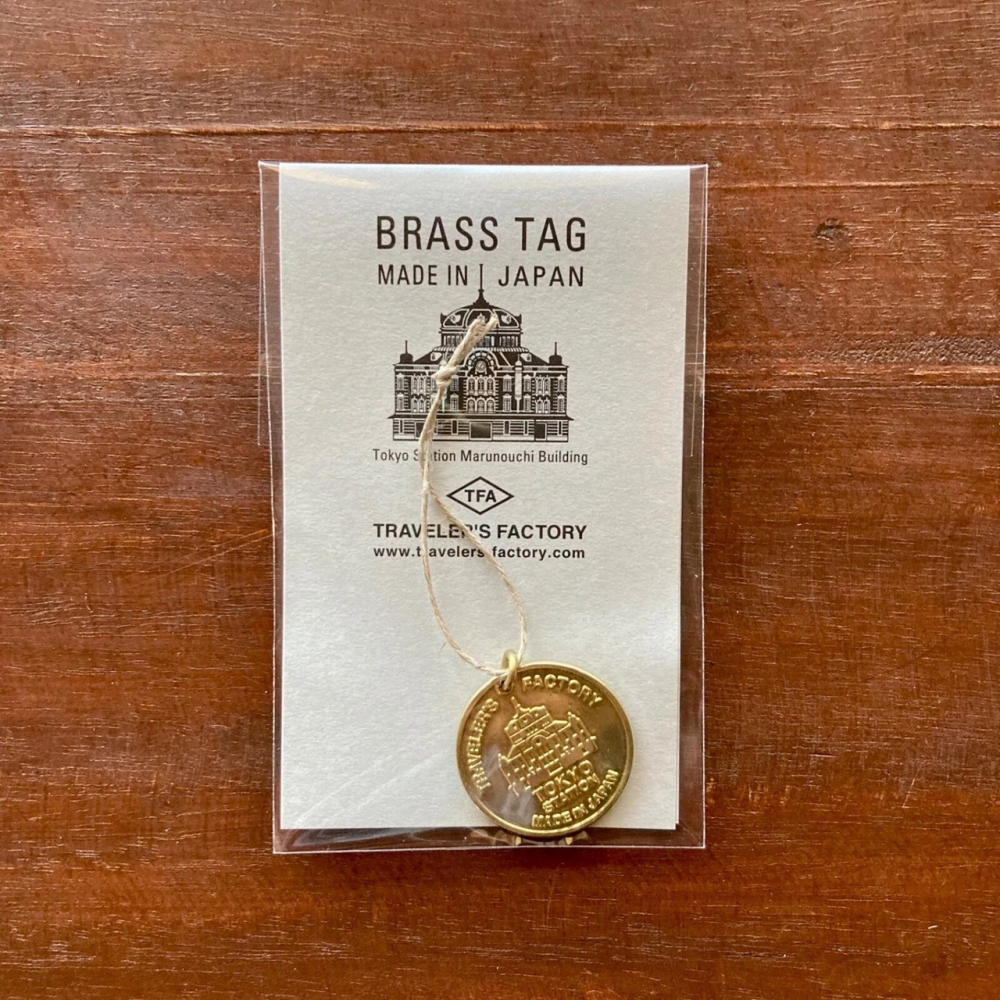 BRASS TAG
MADE IN JAPAN
Tokyo Station Marunouchi Building
TFA
TRAVELER'S FACTORY
www.travelers-factory.com
TRAVELER'S FACTORY
TOKYO
STATION
MADE IN JAPAN